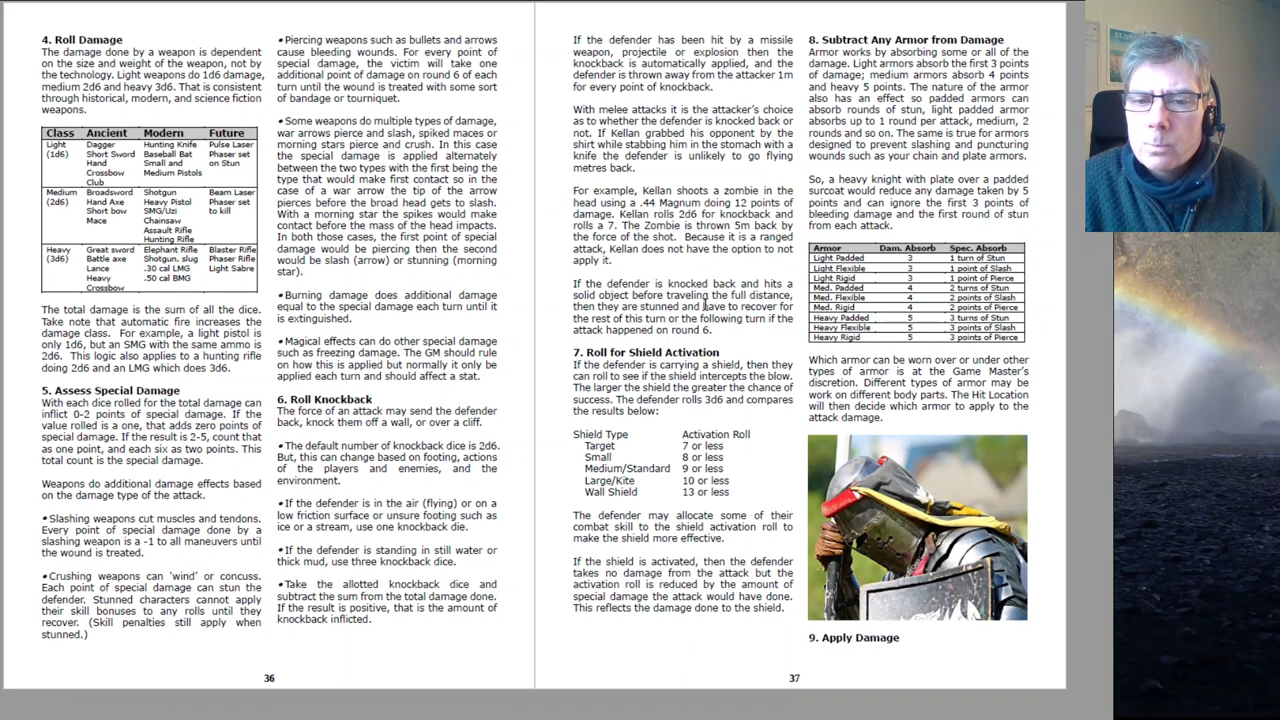 4. Roll Damage
The damage done by a weapon is dependent
on the size and weight of the weapon, not by
the technology. Light weapons do 1d6 damage,
medium 2d6 and heavy 3d6. That is consistent
through historical, modern, and science fiction
weapons.
Class Ancient Modern Future
Light Dagger Hunting Knife Pulse Laser
(1d6) Short Sword Baseball Bat Phaser set
Hand Small and on Stun
Crossbow Medium Pistols
Club
Medium Broadsword Shotgun Beam Laser
(2d6) Hand Axe Heavy Pistol Phaser set
Short bow SMG/Uzi to kill
Mace Chainsaw
Assault Rifle
Hunting Rifle
Heavy Great sword Elephant Rifle Blaster Rifle
(3d6) Battle axe Shotgun, slug Phaser Rifle
Lance .30 cal LMG Light Sabre
Heavy .50 cal BMG
Crossbow
The total damage is the sum of all the dice.
Take note that automatic fire increases the
damage class. For example, a light pistol is
only 1d6, but an SMG with the same ammo is
2d6. This logic also applies to a hunting rifle
doing 2d6 and an LMG which does 3d6.
5. Assess Special Damage
With each dice rolled for the total damage can
inflict 0-2 points of special damage. If the
value rolled is a one, that adds zero points of
special damage. If the result is 2-5, count that
as one point, and each six as two points. This
total count is the special damage.
Weapons do additional damage effects based
on the damage type of the attack.
• Slashing weapons cut muscles and tendons.
Every point of special damage done by a
slashing weapon is a -1 to all maneuvers until
the wound is treated.
• Crushing weapons can ‘wind’ or concuss.
Each point of special damage can stun the
defender. Stunned characters cannot apply
their skill bonuses to any rolls until they
recover. (Skill penalties still apply when
stunned.)
• Piercing weapons such as bullets and arrows
cause bleeding wounds. For every point of
special damage, the victim will take one
additional point of damage on round 6 of each
turn until the wound is treated with some sort
of bandage or tourniquet.
• Some weapons do multiple types of damage,
war arrows pierce and slash, spiked maces or
morning stars pierce and crush. In this case
the special damage is applied alternately
between the two types with the first being the
type that would make first contact so in the
case of a war arrow the tip of the arrow
pierces before the broad head gets to slash.
With a morning star the spikes would make
contact before the mass of the head impacts.
In both those cases, the first point of special
damage would be piercing then the second
would be slash (arrow) or stunning (morning
star).
• Burning damage does additional damage
equal to the special damage each turn until it
is extinguished.
• Magical effects can do other special damage
such as freezing damage. The GM should rule
on how this is applied but normally it only be
applied each turn and should affect a stat.
6. Roll Knockback
The force of an attack may send the defender
back, knock them off a wall, or over a cliff.
• The default number of knockback dice is 2d6.
But, this can change based on footing, actions
of the players and enemies, and the
environment.
• If the defender is in the air (flying) or on a
low friction surface or unsure footing such as
ice or a stream, use one knockback die.
• If the defender is standing in still water or
thick mud, use three knockback dice.
• Take the allotted knockback dice and
subtract the sum from the total damage done.
If the result is positive, that is the amount of
knockback inflicted.
36
If the defender has been hit by a missile
weapon, projectile or explosion then the
knockback is automatically applied, and the
defender is thrown away from the attacker 1m
for every point of knockback.
With melee attacks it is the attacker’s choice
as to whether the defender is knocked back or
not. If Kellan grabbed his opponent by the
shirt while stabbing him in the stomach with a
knife the defender is unlikely to go flying
metres back.
For example, Kellan shoots a zombie in the
head using a .44 Magnum doing 12 points of
damage. Kellan rolls 2d6 for knockback and
rolls a 7. The Zombie is thrown 5m back by
the force of the shot. Because it is a ranged
attack, Kellan does not have the option to not
apply it.
If the defender is knocked back and hits a
solid object before traveling the full distance,
then they are stunned and have to recover for
the rest of this turn or the following turn if the
attack happened on round 6.
7. Roll for Shield Activation
If the defender is carrying a shield, then they
can roll to see if the shield intercepts the blow.
The larger the shield the greater the chance of
success. The defender rolls 3d6 and compares
the results below:
Shield Type Activation Roll
Target 7 or less
Small 8 or less
Medium/Standard 9 or less
Large/Kite 10 or less
Wall Shield 13 or less
The defender may allocate some of their
combat skill to the shield activation roll to
make the shield more effective.
If the shield is activated, then the defender
takes no damage from the attack but the
activation roll is reduced by the amount of
special damage the attack would have done.
This reflects the damage done to the shield.
8. Subtract Any Armor from Damage
Armor works by absorbing some or all of the
damage. Light armors absorb the first 3 points
of damage; medium armors absorb 4 points
and heavy 5 points. The nature of the armor
also has an effect so padded armors can
absorb rounds of stun, light padded armor
absorbs up to 1 round per attack, medium, 2
rounds and so on. The same is true for armors
designed to prevent slashing and puncturing
wounds such as your chain and plate armors.
So, a heavy knight with plate over a padded
surcoat would reduce any damage taken by 5
points and can ignore the first 3 points of
bleeding damage and the first round of stun
from each attack.
Armor Dam. Absorb Spec. Absorb
Light Padded 3 1 turn of Stun
Light Flexible 3 1 point of Slash
Light Rigid 3 1 point of Pierce
Med. Padded 4 2 turns of Stun
Med. Flexible 4 2 points of Slash
Med. Rigid 4 2 points of Pierce
Heavy Padded 5 3 turns of Stun
Heavy Flexible 5 3 points of Slash
Heavy Rigid 5 3 points of Pierce
Which armor can be worn over or under other
types of armor is at the Game Master’s
discretion. Different types of armor may be
work on different body parts. The Hit Location
will then decide which armor to apply to the
attack damage.
9. Apply Damage
37